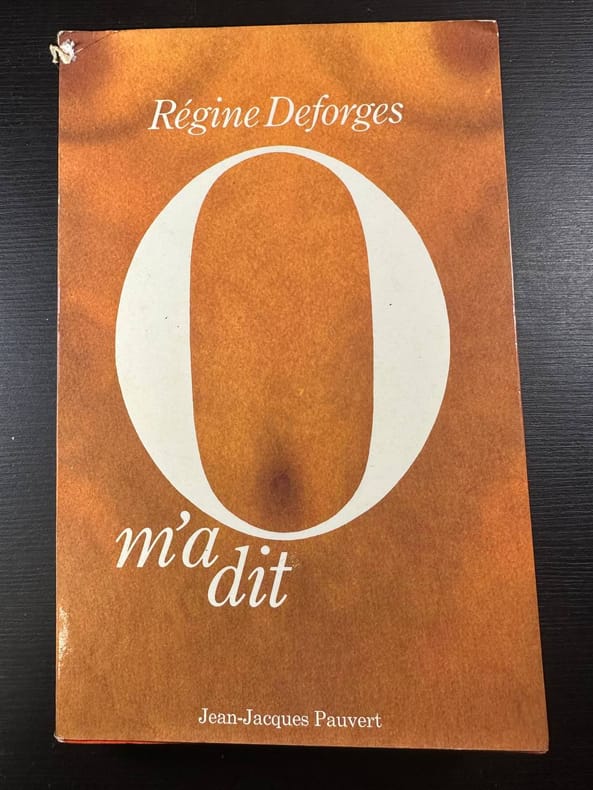 Régine Deforges
O
m'a
dit
Jean-Jacques Pauvert